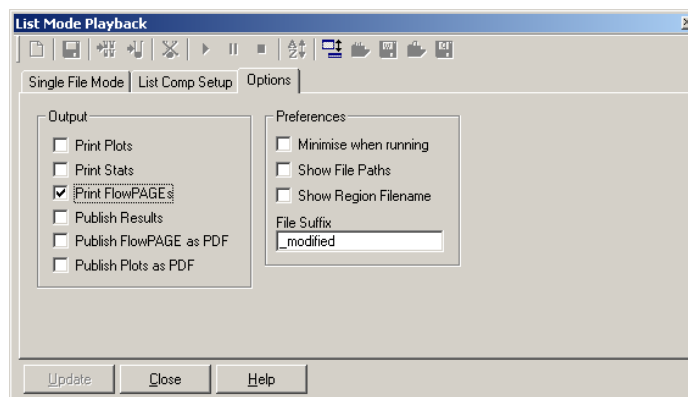 List Mode Playback
Single File Mode
List Comp Setup
Options
Output
Print Plots
Print Stats
Print FlowPAGEs
Publish Results
Publish FlowPAGE as PDF
Publish Plots as PDF
Preferences
Minimise when running
Show File Paths
Show Region Filename
File Suffix
_modified
Update
Close
Help